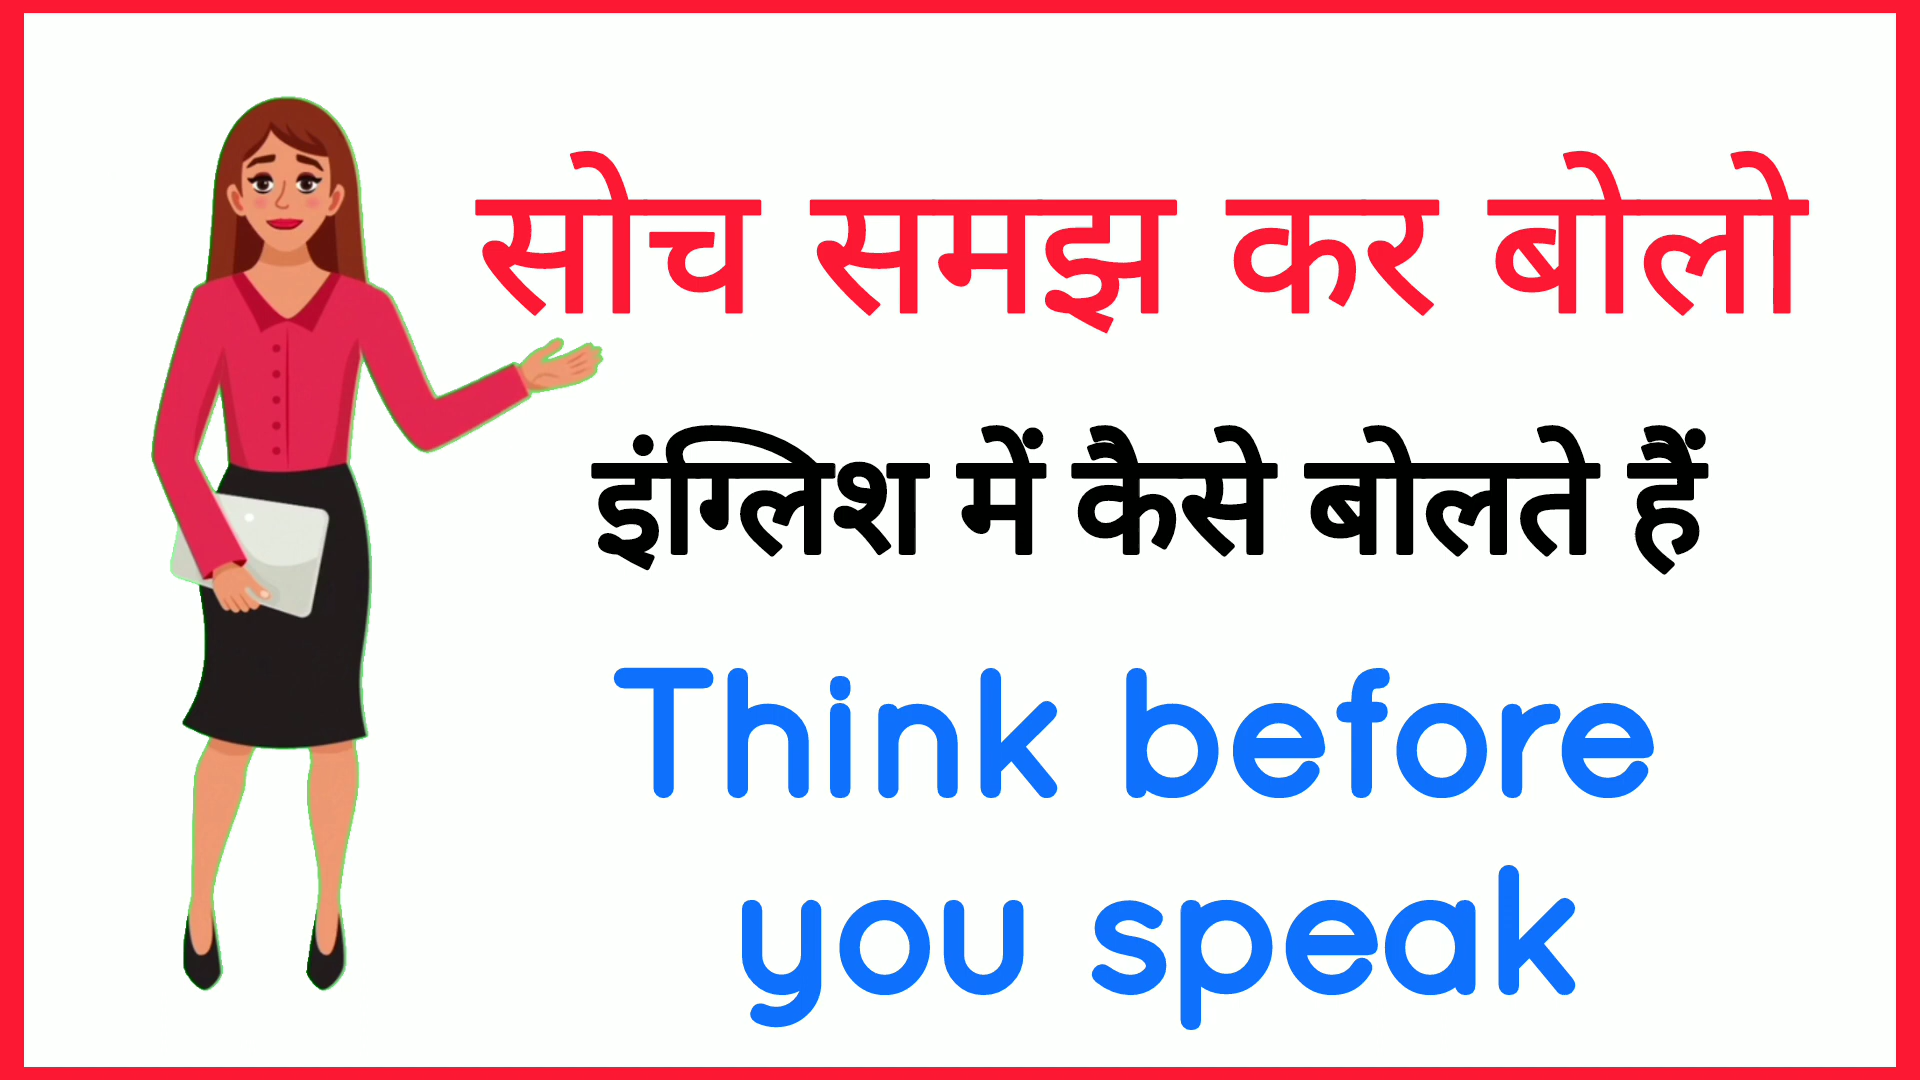 सोच समझ कर बोलो
इंग्लिश में कैसे बोलते हैं
Think before
you speak